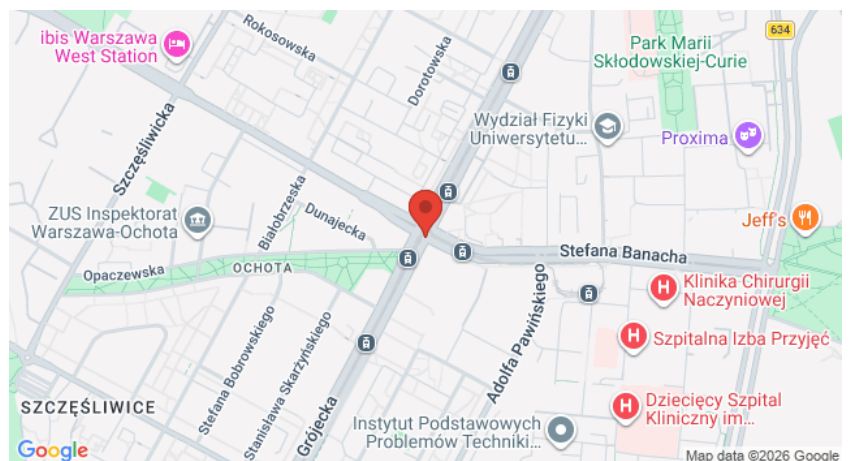 ibis Warszawa
West Station
Rokosowska
Dorotowska
Park Marii
Skłodowskiej-Curie
634
Wydział Fizyki
Uniwersytetu...
Proxima
Szczęśliwicka
ZUS Inspektorat
Warszawa-Ochota
Białobrzeska
Dunajecka
Jeff's
Stefana Banacha
Opaczewska
OCHOTA
Klinika Chirurgii
Naczyniowej
Adolfa Pawińskiego
Szpitalna Izba Przyjęć
Stefana Bobrowskiego
Stanisława Skarżyńskiego
Grójecka
SZCZĘŚLIWICE
Dziecięcy Szpital
Kliniczny im...
Instytut Podstawowych
Problemów Techniki...
Google
Map data ©2026 Google